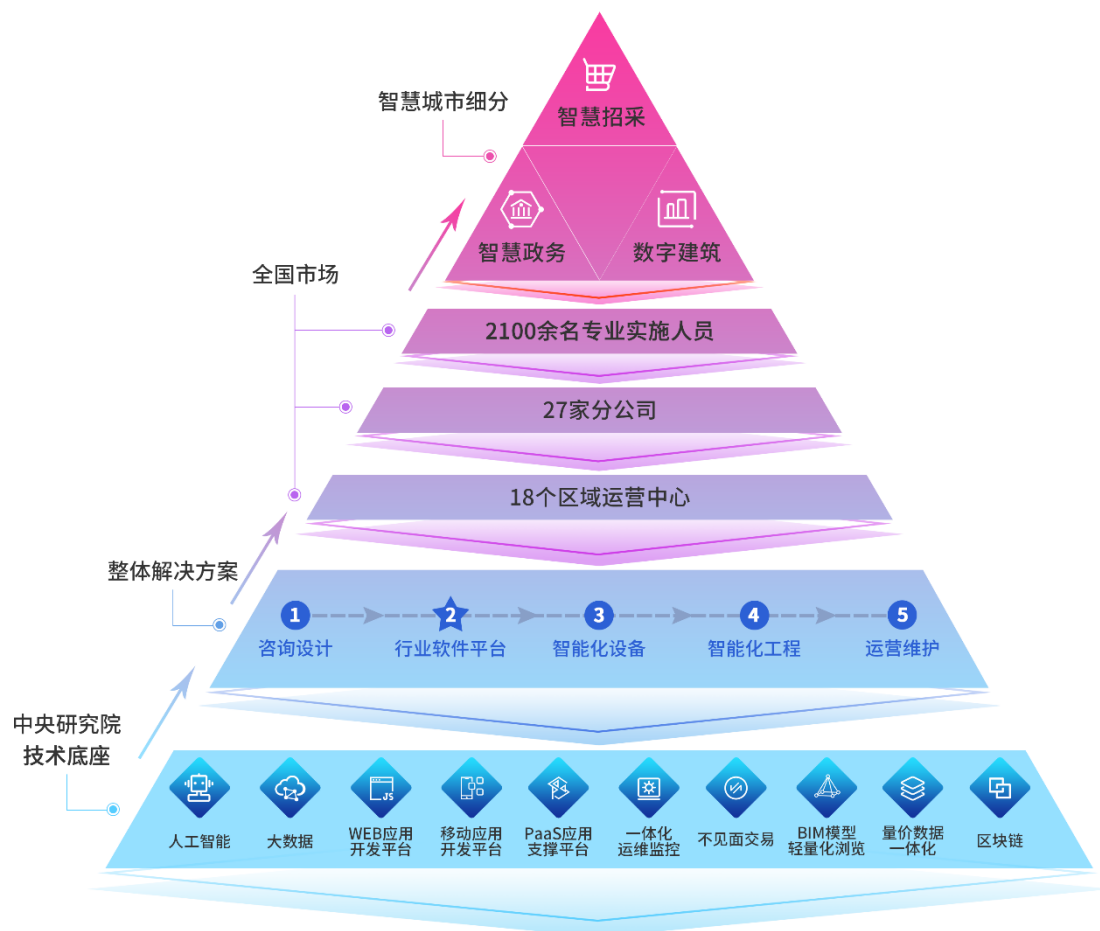 智慧城市细分
智慧招采
智慧政务
数字建筑
全国市场
2100余名专业实施人员
27家分公司
18个区域运营中心
整体解决方案
1
2
3
4
5
咨询设计
行业软件平台
智能化设备
智能化工程
运营维护
中央研究院
技术底座
JS
人工智能
大数据
WEB应用
开发平台
移动应用
开发平台
PaaS应用
支撑平台
一体化
运维监控
不见面交易
BIM模型
轻量化浏览
量价数据
一体化
区块链